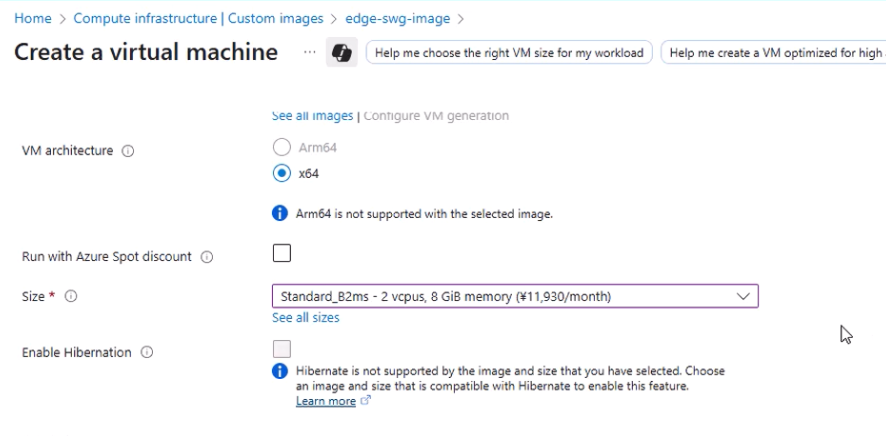 Home > Compute infrastructure | Custom images > edge-swg-image >
Create a virtual machine ... Help me choose the right VM size for my workload Help me create a VM optimized for high
See all images | Configure VM generation
VM architecture
Arm64
x64
Arm64 is not supported with the selected image.
Run with Azure Spot discount
Size *
Standard_B2ms - 2 vcpus, 8 GiB memory (¥11,930/month)
See all sizes
Enable Hibernation
Hibernate is not supported by the image and size that you have selected. Choose
an image and size that is compatible with Hibernate to enable this feature.
Learn more